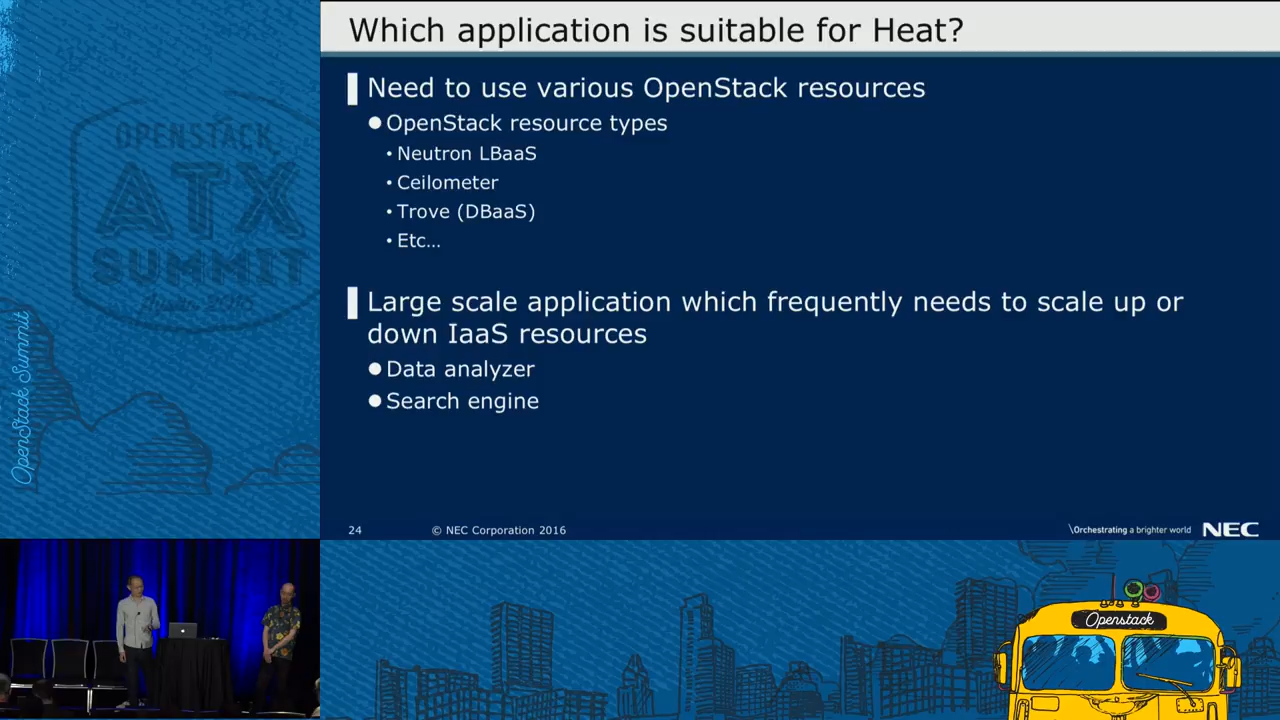 Which application is suitable for Heat?
Need to use various OpenStack resources
OpenStack resource types
Neutron LBaaS
Ceilometer
Trove (DBaaS)
Etc…
Large scale application which frequently needs to scale up or
down IaaS resources
Data analyzer
Search engine
24
© NEC Corporation 2016
\Orchestrating a brighter world
NEC
OPENSTACK
ATX
SUMMIT
OpenStack Summit
Openstack